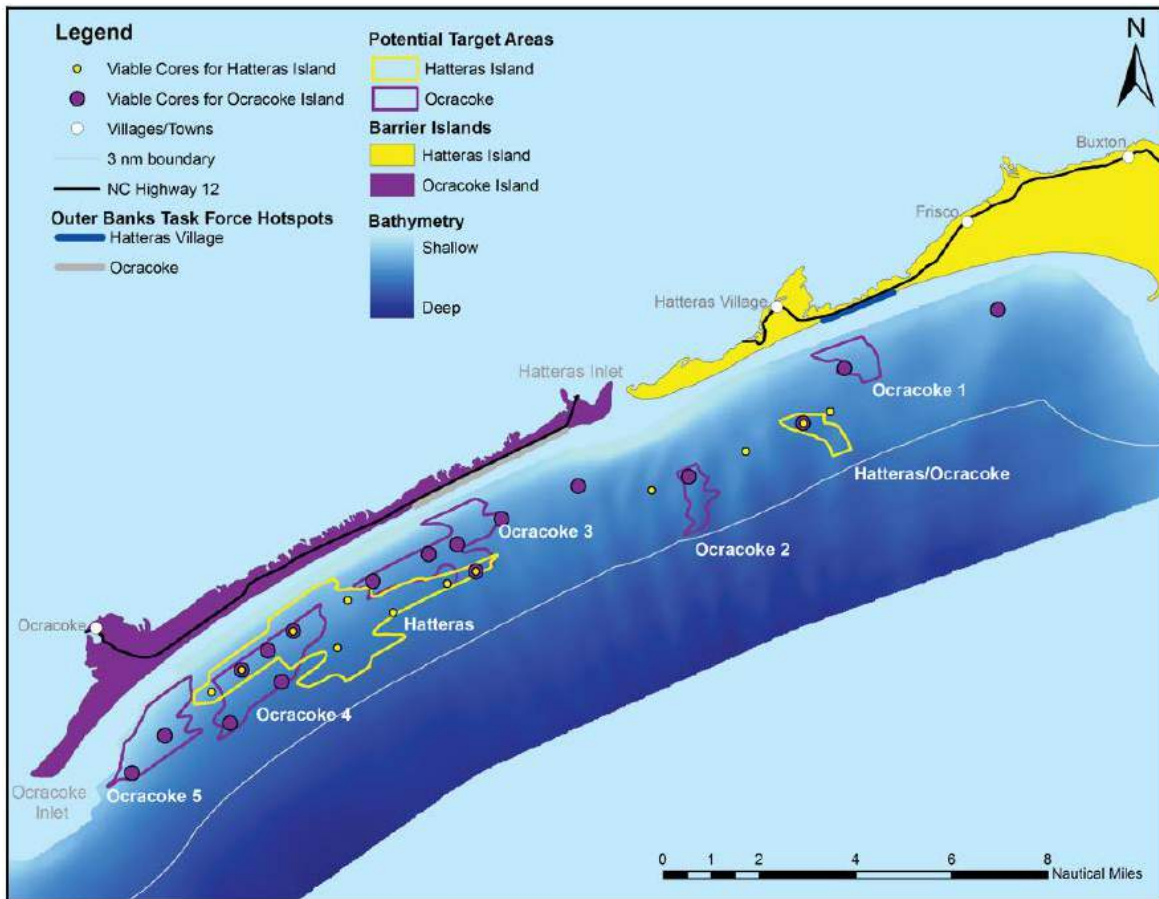 Legend
Viable Cores for Hatteras Island
Viable Cores for Ocracoke Island
Villages/Towns
3 nm boundary
NC Highway 12
Outer Banks Task Force Hotspots
Hatteras Village
Ocracoke
Potential Target Areas
Hatteras Island
Ocracoke
Barrier Islands
Hatteras Island
Ocracoke Island
Bathymetry
Shallow
Deep
N
Buxton
Frisco
Hatteras Village
Hatteras Inlet
Ocracoke 1
Hatteras/Ocracoke
Ocracoke 3
Ocracoke 2
Ocracoke
Hatteras
Ocracoke 4
Ocracoke 5
Ocracoke
Inlet
0 1 2 4 6 8
Nautical Miles